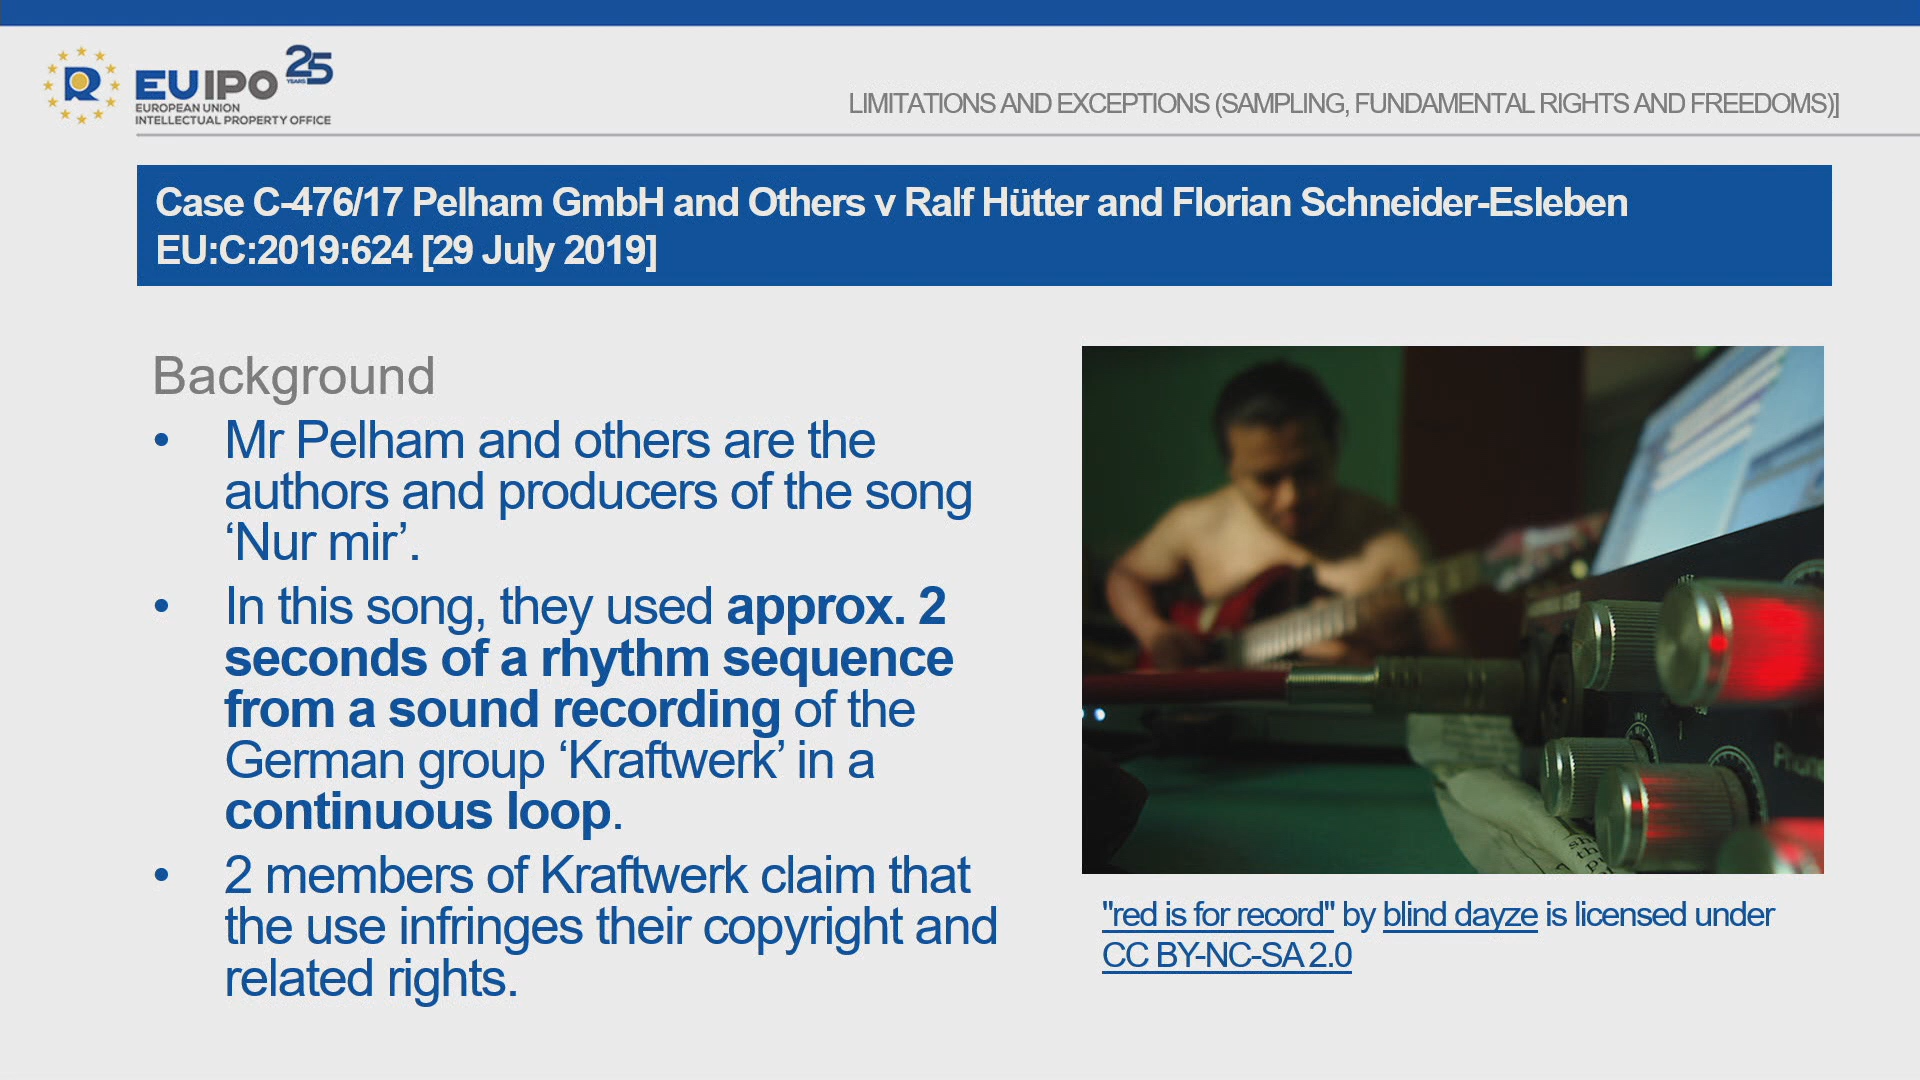 EUIPO 25
YEARS
EUROPEAN UNION
INTELLECTUAL PROPERTY OFFICE
LIMITATIONS AND EXCEPTIONS (SAMPLING, FUNDAMENTAL RIGHTS AND FREEDOMS)]
Case C-476/17 Pelham GmbH and Others v Ralf Hütter and Florian Schneider-Esleben
EU:C:2019:624 [29 July 2019]
Background
• Mr Pelham and others are the
authors and producers of the song
‘Nur mir’.
• In this song, they used approx. 2
seconds of a rhythm sequence
from a sound recording of the
German group ‘Kraftwerk’ in a
continuous loop.
• 2 members of Kraftwerk claim that
the use infringes their copyright and
related rights.
INST
INST
MIC
"red is for record" by blind dayze is licensed under
CC BY-NC-SA 2.0